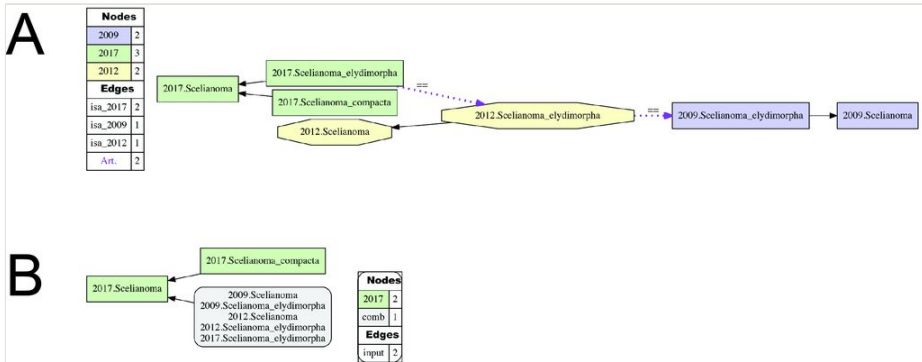 A
Nodes
2009 2
2017 3
2012 2
Edges
isa_2017 2
isa_2009 1
isa_2012 1
Art. 2
2017.Scelianoma
2017.Scelianoma_elydimorpha
2017.Scelianoma_compacta
2012.Scelianoma
==
2012.Scelianoma_elydimorpha
==
2009.Scelianoma_elydimorpha
2009.Scelianoma
B
2017.Scelianoma
2017.Scelianoma_compacta
2009.Scelianoma
2009.Scelianoma_elydimorpha
2012.Scelianoma
2012.Scelianoma_elydimorpha
2017.Scelianoma_elydimorpha
Nodes
2017 2
comb 1
Edges
input 2